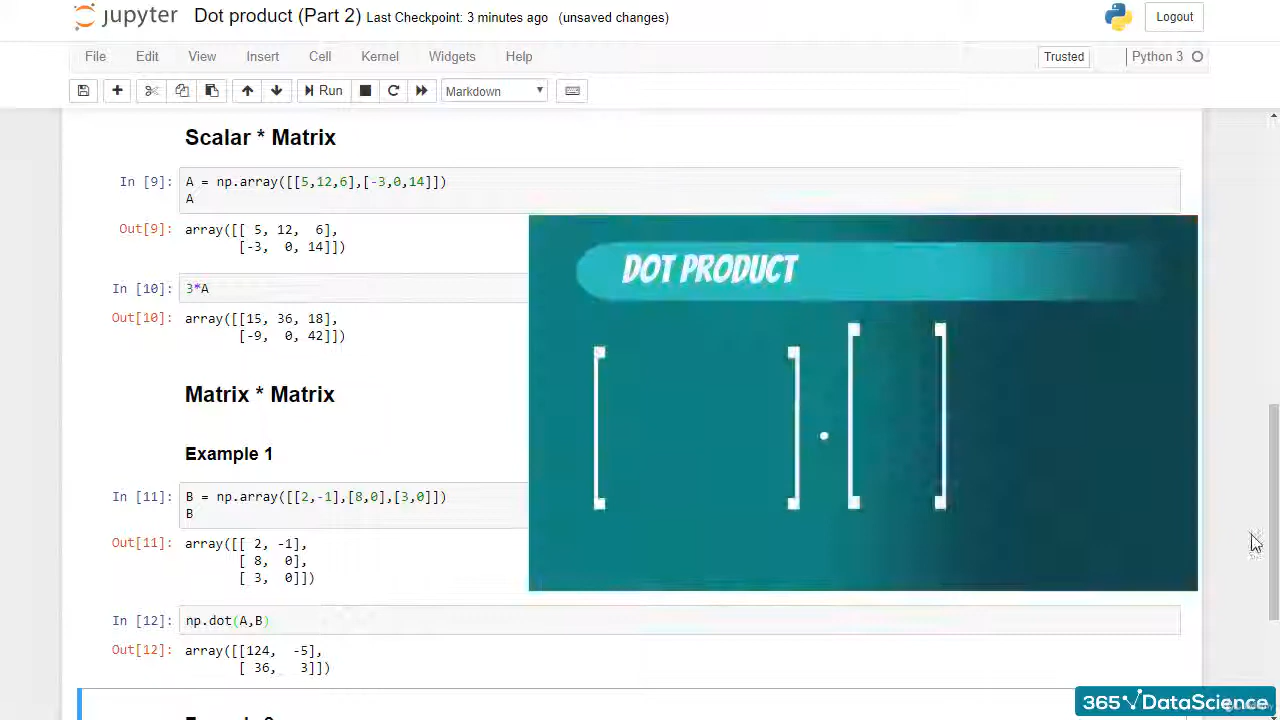 jupyter Dot product (Part 2) Last Checkpoint: 3 minutes ago (unsaved changes) Logout
File Edit View Insert Cell Kernel Widgets Help Trusted Python 3
Run Markdown
Scalar * Matrix
In [9]: A = np.array([[5,12,6],[-3,0,14]])
A
Out[9]: array([[ 5, 12,  6],
[-3,  0, 14]])
DOT PRODUCT
In [10]: 3*A
Out[10]: array([[15, 36, 18],
[-9,  0, 42]])
Matrix * Matrix
Example 1
In [11]: B = np.array([[2,-1],[8,0],[3,0]])
B
Out[11]: array([[ 2, -1],
[ 8,  0],
[ 3,  0]])
In [12]: np.dot(A,B)
Out[12]: array([[124,  -5],
[ 36,   3]])
365 DataScience